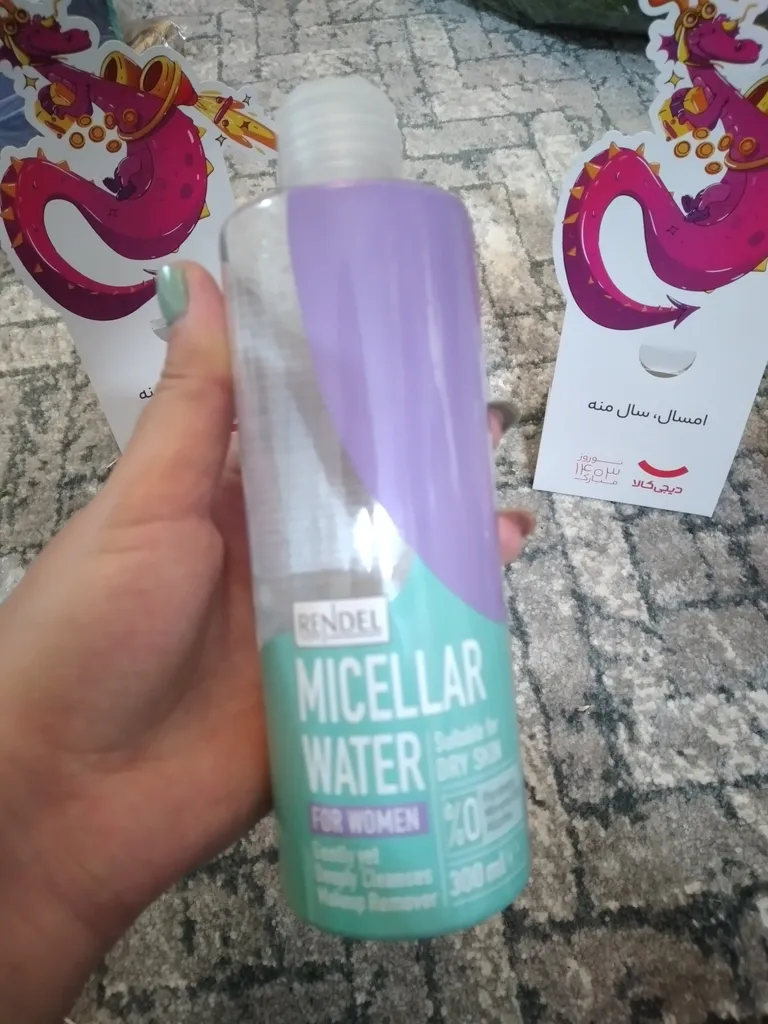 RENDEL
MICELLAR
WATER
FOR WOMEN
Gently yet
Deeply Cleanses
Makeup Remover
Suitable for
DRY SKIN
%0
300 ml
نه
امسال، سال منه
نوروز
۱۴۰۳
مبارک
دیجی‌کالا